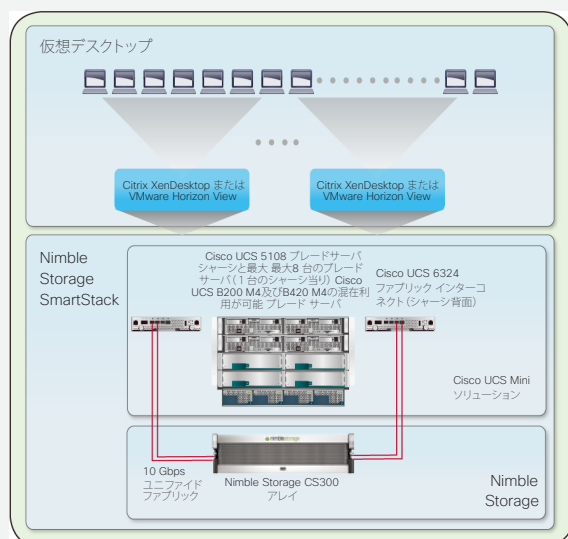 仮想デスクトップ
Citrix XenDesktop または
VMware Horizon View
Citrix XenDesktop または
VMware Horizon View
Nimble
Storage
SmartStack
Cisco UCS 5108 ブレードサーバ
シャーシと最大 最大8 台のブレード
サーバ(1 台のシャーシ当り) Cisco
UCS B200 M4及びB420 M4の混在利
用が可能 ブレード サーバ
Cisco UCS 6324
ファブリック インターコ
ネクト(シャーシ背面)
Cisco UCS Mini
ソリューション
nimblestorage
10 Gbps
ユニファイド
ファブリック
Nimble Storage CS300
アレイ
Nimble
Storage